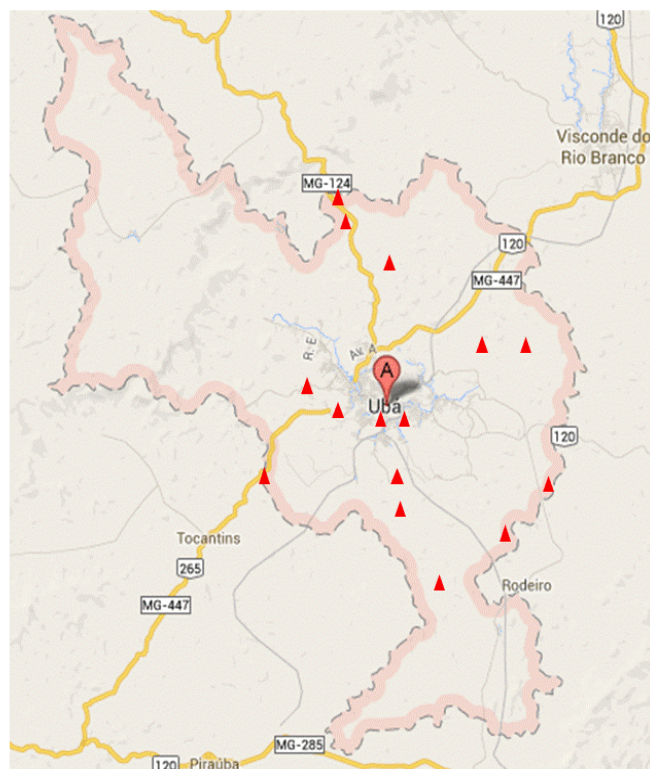 120
Visconde do
Rio Branco
MG-124
120
MG-447
R. E
Av. A
A
Ubá
120
Tocantins
265
Rodeiro
MG-447
MG-285
120
Piraúba